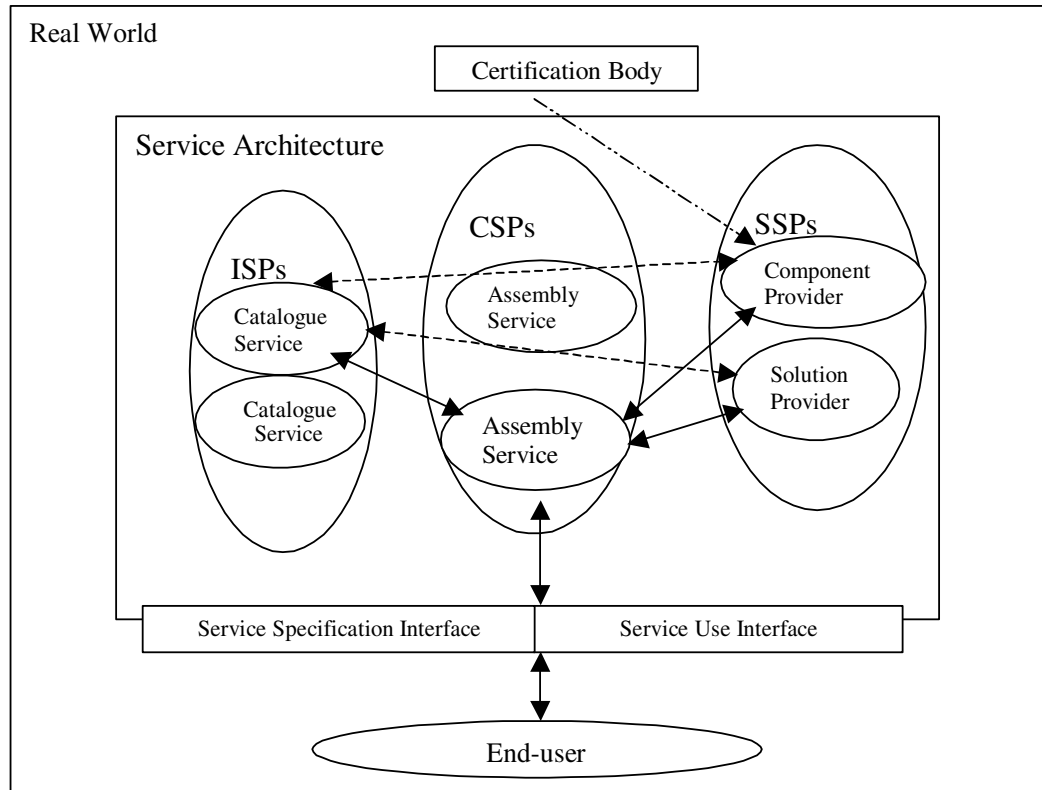 Real World
Certification Body
Service Architecture
CSPs
SSPs
ISPs
Component
Provider
Assembly
Service
Catalogue
Service
Solution
Provider
Catalogue
Service
Assembly
Service
Service Specification Interface
Service Use Interface
End-user